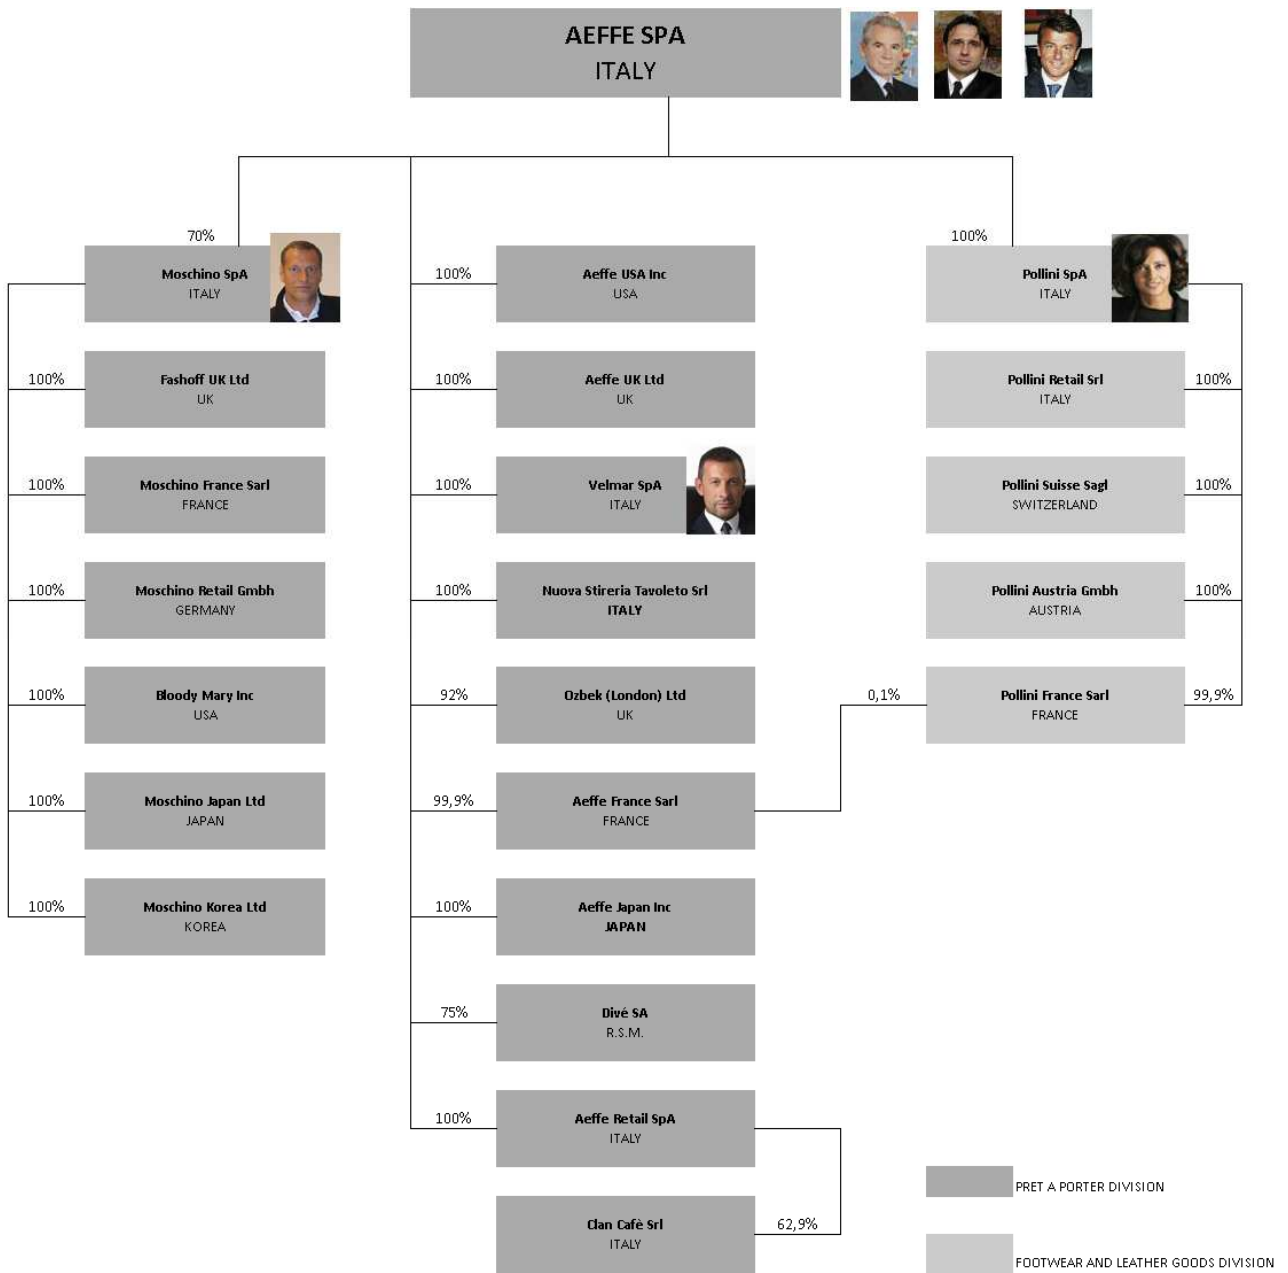 AEFFE SPA
ITALY
70%
Moschino SpA
ITALY
100%
Fashoff UK Ltd
UK
100%
Moschino France Sarl
FRANCE
100%
Moschino Retail Gmbh
GERMANY
100%
Bloody Mary Inc
USA
100%
Moschino Japan Ltd
JAPAN
100%
Moschino Korea Ltd
KOREA
100%
Aeffe USA Inc
USA
100%
Aeffe UK Ltd
UK
100%
Velmar SpA
ITALY
100%
Nuova Stireria Tavoleto Srl
ITALY
92%
Ozbek (London) Ltd
UK
99,9%
Aeffe France Sarl
FRANCE
100%
Aeffe Japan Inc
JAPAN
75%
Divé SA
R.S.M.
100%
Aeffe Retail SpA
ITALY
Clan Cafè Srl
ITALY
62,9%
100%
Pollini SpA
ITALY
Pollini Retail Srl
ITALY
100%
Pollini Suisse Sagl
SWITZERLAND
100%
Pollini Austria Gmbh
AUSTRIA
100%
0,1%
Pollini France Sarl
FRANCE
99,9%
PRET A PORTER DIVISION
FOOTWEAR AND LEATHER GOODS DIVISION